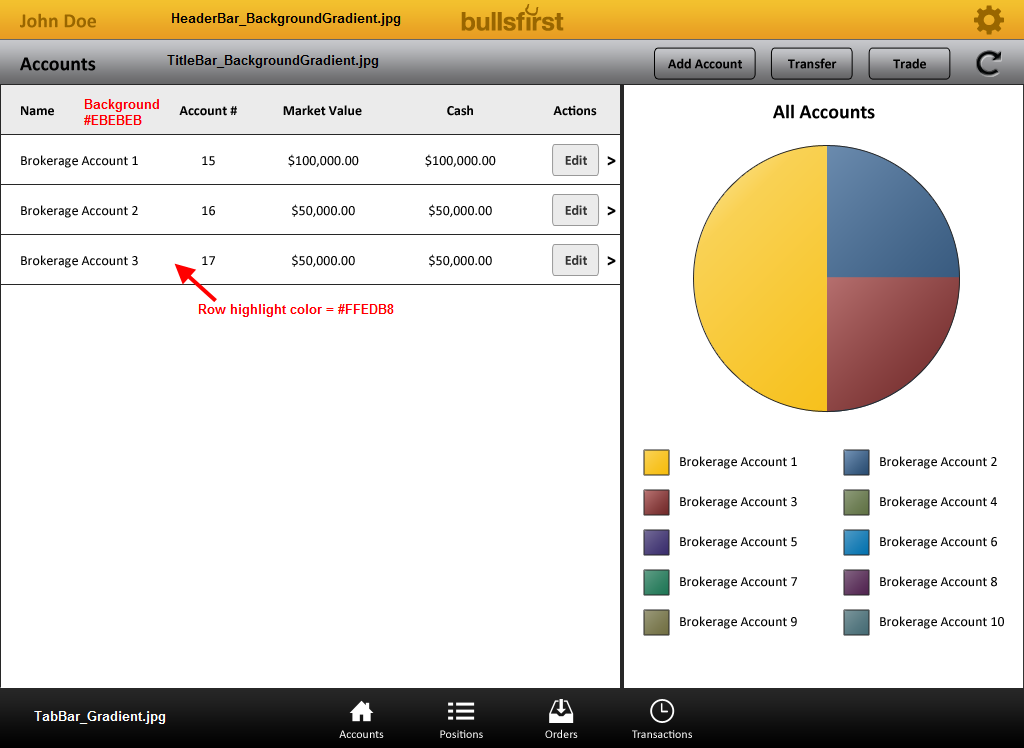 John Doe HeaderBar_BackgroundGradient.jpg bullsfirst
Accounts TitleBar_BackgroundGradient.jpg Add Account Transfer Trade
Name Background #EBEBEB Account # Market Value Cash Actions
Brokerage Account 1 15 $100,000.00 $100,000.00 Edit >
Brokerage Account 2 16 $50,000.00 $50,000.00 Edit >
Brokerage Account 3 17 $50,000.00 $50,000.00 Edit >
Row highlight color = #FFEDB8
All Accounts
Brokerage Account 1 Brokerage Account 2
Brokerage Account 3 Brokerage Account 4
Brokerage Account 5 Brokerage Account 6
Brokerage Account 7 Brokerage Account 8
Brokerage Account 9 Brokerage Account 10
TabBar_Gradient.jpg
Accounts Positions Orders Transactions